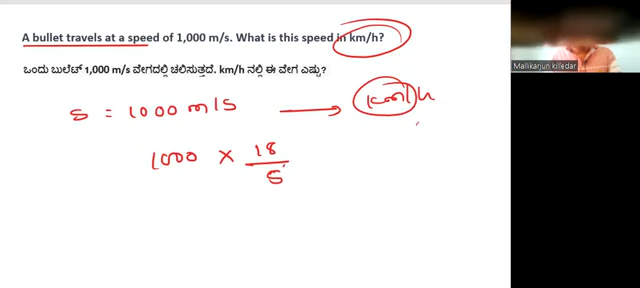 A bullet travels at a speed of 1,000 m/s. What is this speed in km/h?
ಒಂದು ಬುಲೆಟ್ 1,000 m/s ವೇಗದಲ್ಲಿ ಚಲಿಸುತ್ತದೆ. km/h ನಲ್ಲಿ ಈ ವೇಗ ಎಷ್ಟು?
Mallikarjun kiledar
S = 1000 m/s → km/h
1000 × 18/5